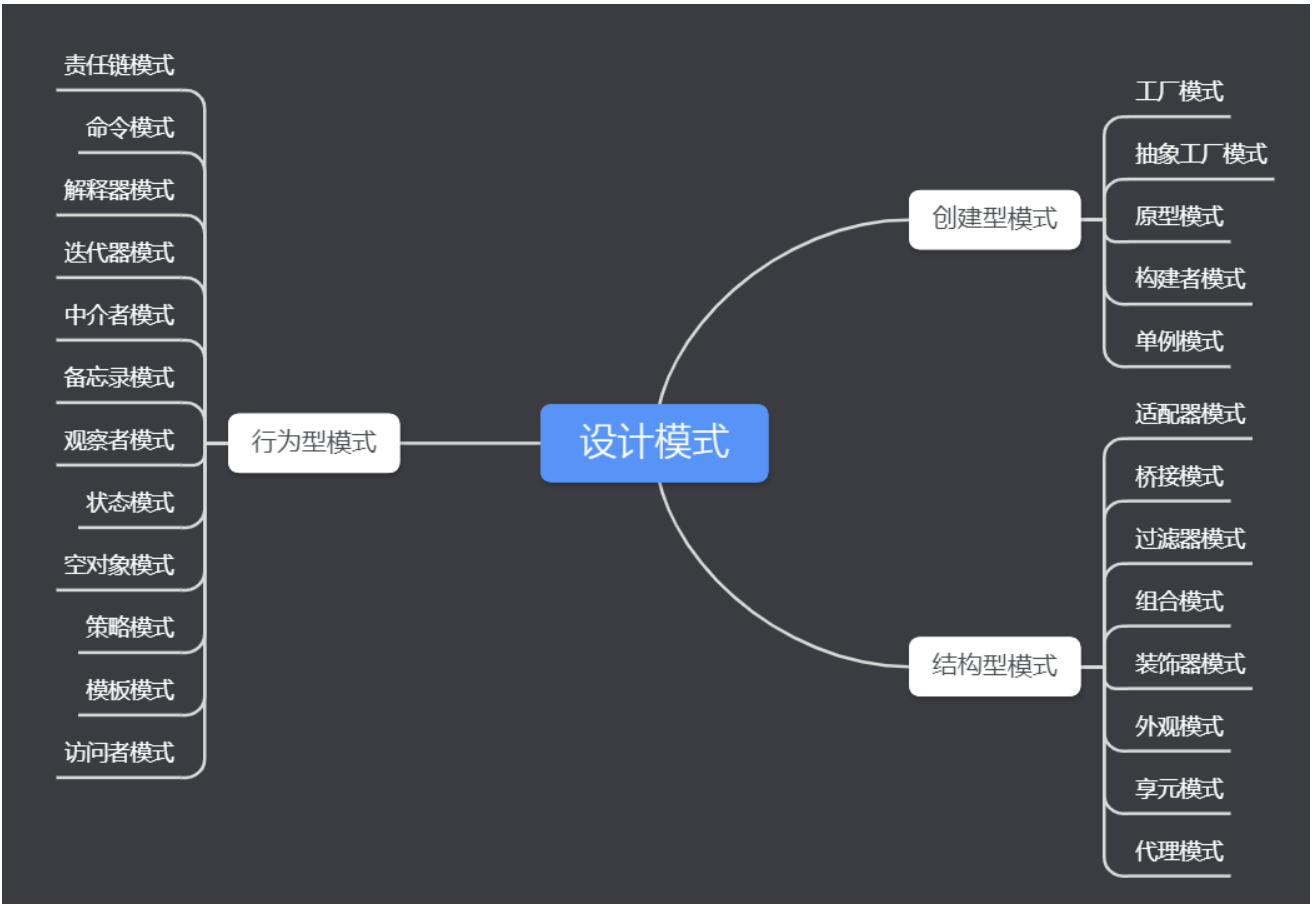 设计模式
创建型模式
工厂模式
抽象工厂模式
原型模式
构建者模式
单例模式
结构型模式
适配器模式
桥接模式
过滤器模式
组合模式
装饰器模式
外观模式
享元模式
代理模式
行为型模式
责任链模式
命令模式
解释器模式
迭代器模式
中介者模式
备忘录模式
观察者模式
状态模式
空对象模式
策略模式
模板模式
访问者模式